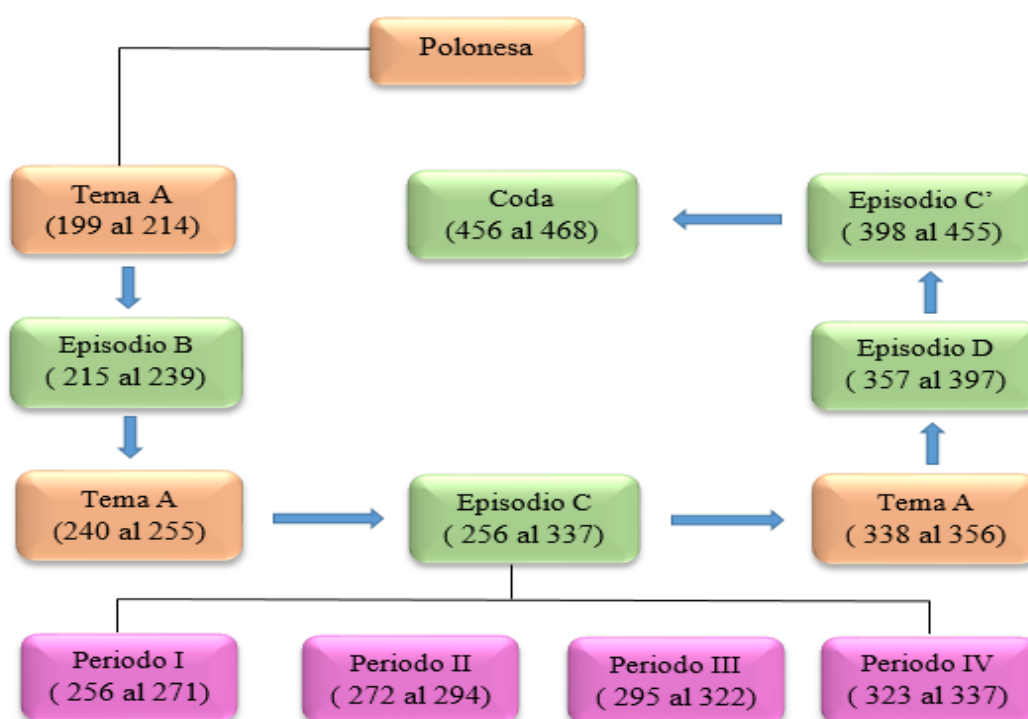 Polonesa
Tema A
(199 al 214)
Coda
(456 al 468)
Episodio C’
( 398 al 455)
Episodio B
( 215 al 239)
Episodio D
( 357 al 397)
Tema A
(240 al 255)
Episodio C
( 256 al 337)
Tema A
( 338 al 356)
Periodo I
( 256 al 271)
Periodo II
( 272 al 294)
Periodo III
( 295 al 322)
Periodo IV
( 323 al 337)